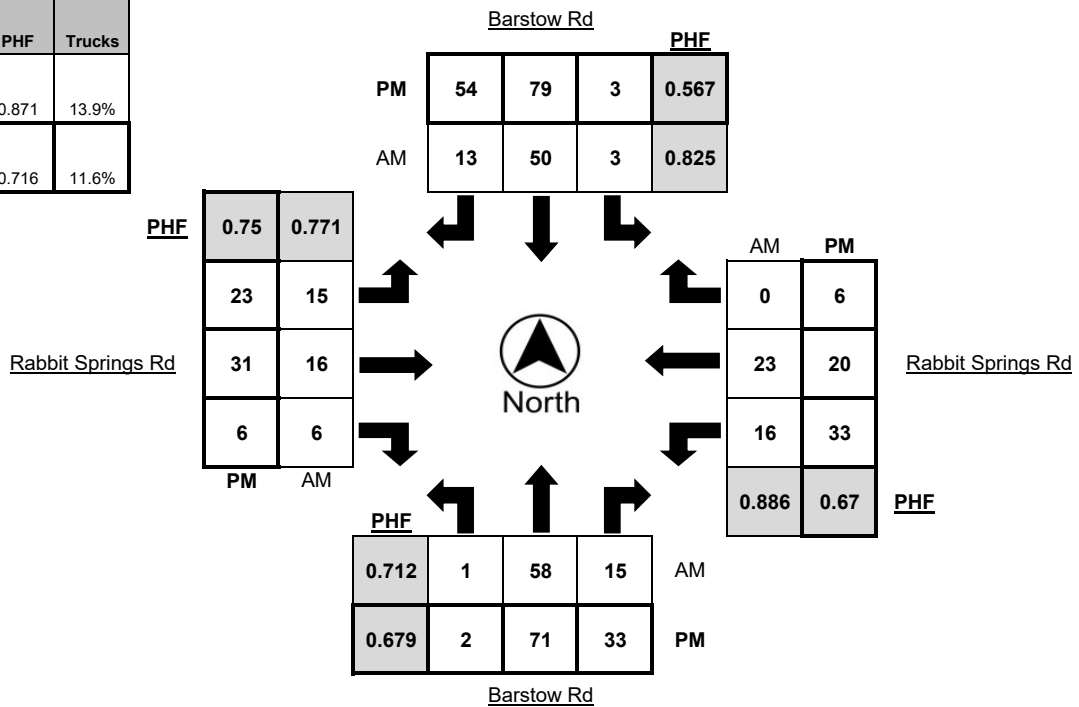 PHF Trucks
0.871 13.9%
0.716 11.6%
Barstow Rd
PHF
PM 54 79 3 0.567
AM 13 50 3 0.825
PHF 0.75 0.771
23 15
Rabbit Springs Rd 31 16
6 6
PM AM
North
AM PM
0 6
23 20 Rabbit Springs Rd
16 33
0.886 0.67 PHF
PHF
0.712 1 58 15 AM
0.679 2 71 33 PM
Barstow Rd